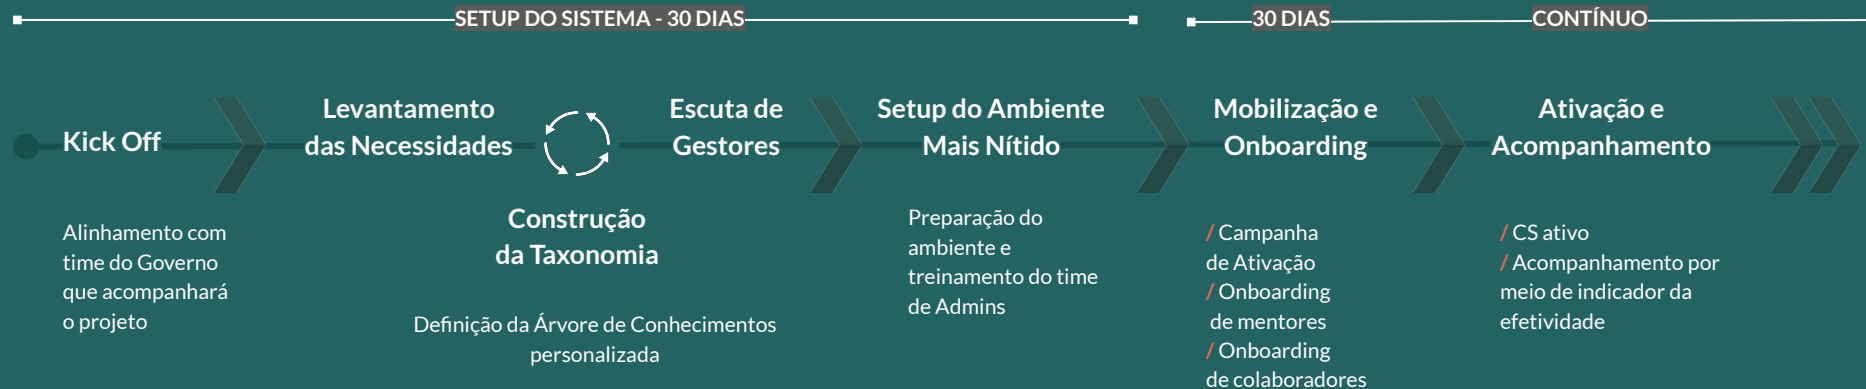 SETUP DO SISTEMA - 30 DIAS
30 DIAS
CONTÍNUO
Kick Off
Alinhamento com
time do Governo
que acompanhará
o projeto
Levantamento
das Necessidades
Escuta de
Gestores
Construção
da Taxonomia
Definição da Árvore de Conhecimentos
personalizada
Setup do Ambiente
Mais Nítido
Preparação do
ambiente e
treinamento do time
de Admins
Mobilização e
Onboarding
/ Campanha
de Ativação
/ Onboarding
de mentores
/ Onboarding
de colaboradores
Ativação e
Acompanhamento
/ CS ativo
/ Acompanhamento por
meio de indicador da
efetividade